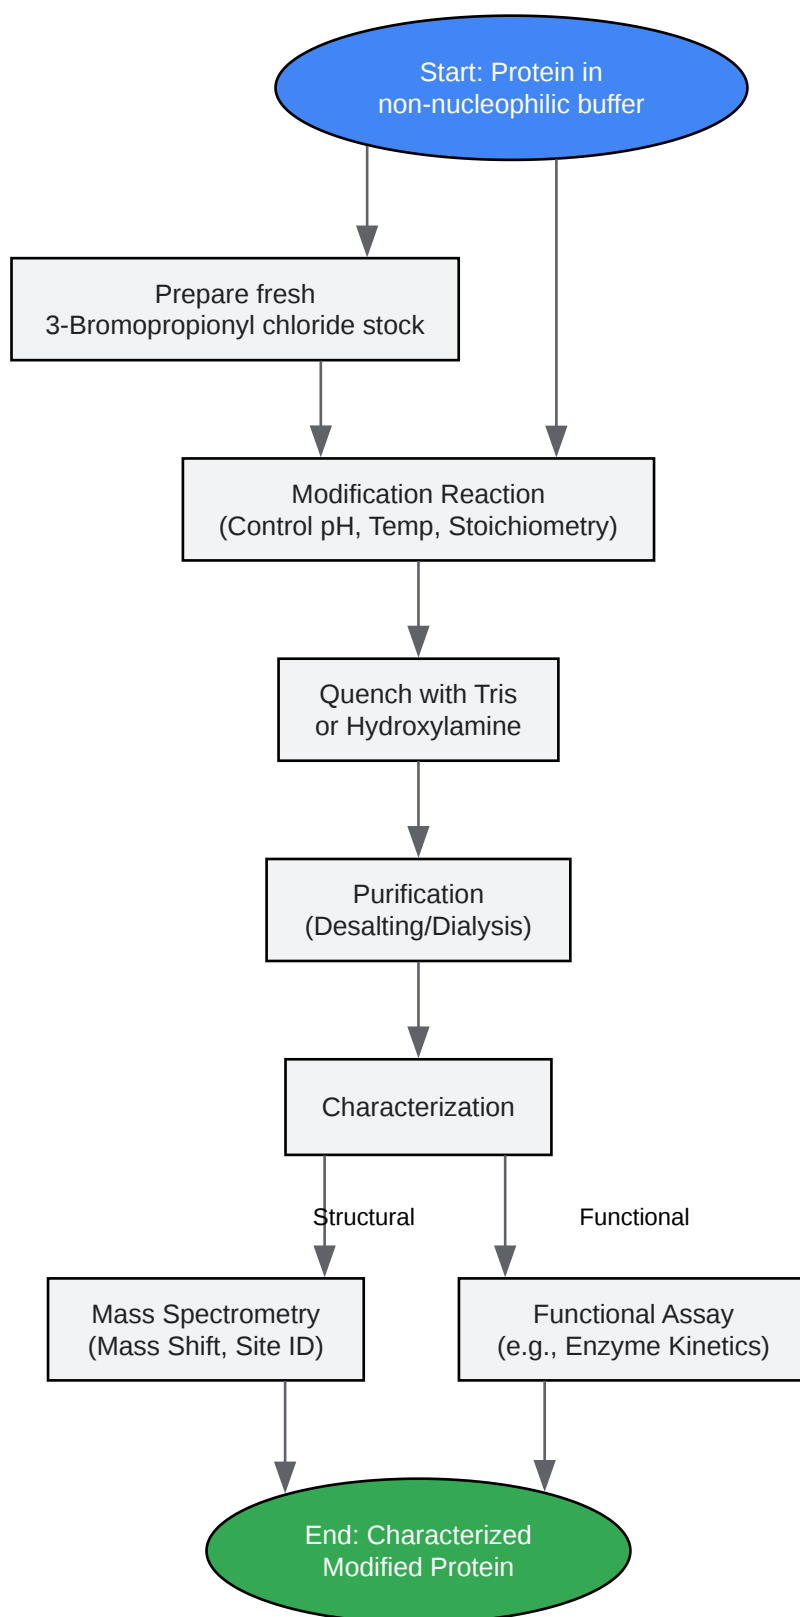 Start: Protein in
non-nucleophilic buffer
Prepare fresh
3-Bromopropionyl chloride stock
Modification Reaction
(Control pH, Temp, Stoichiometry)
Quench with Tris
or Hydroxylamine
Purification
(Desalting/Dialysis)
Characterization
Structural
Functional
Mass Spectrometry
(Mass Shift, Site ID)
Functional Assay
(e.g., Enzyme Kinetics)
End: Characterized
Modified Protein